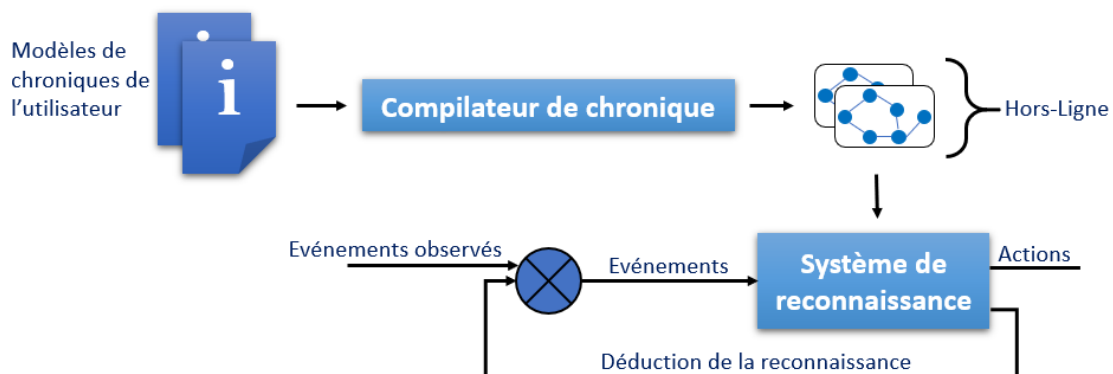 Modèles de
chroniques de
l'utilisateur
i
i
Compilateur de chronique
Hors-Ligne
Evénements observés
Evénements
Système de
reconnaissance
Actions
Déduction de la reconnaissance